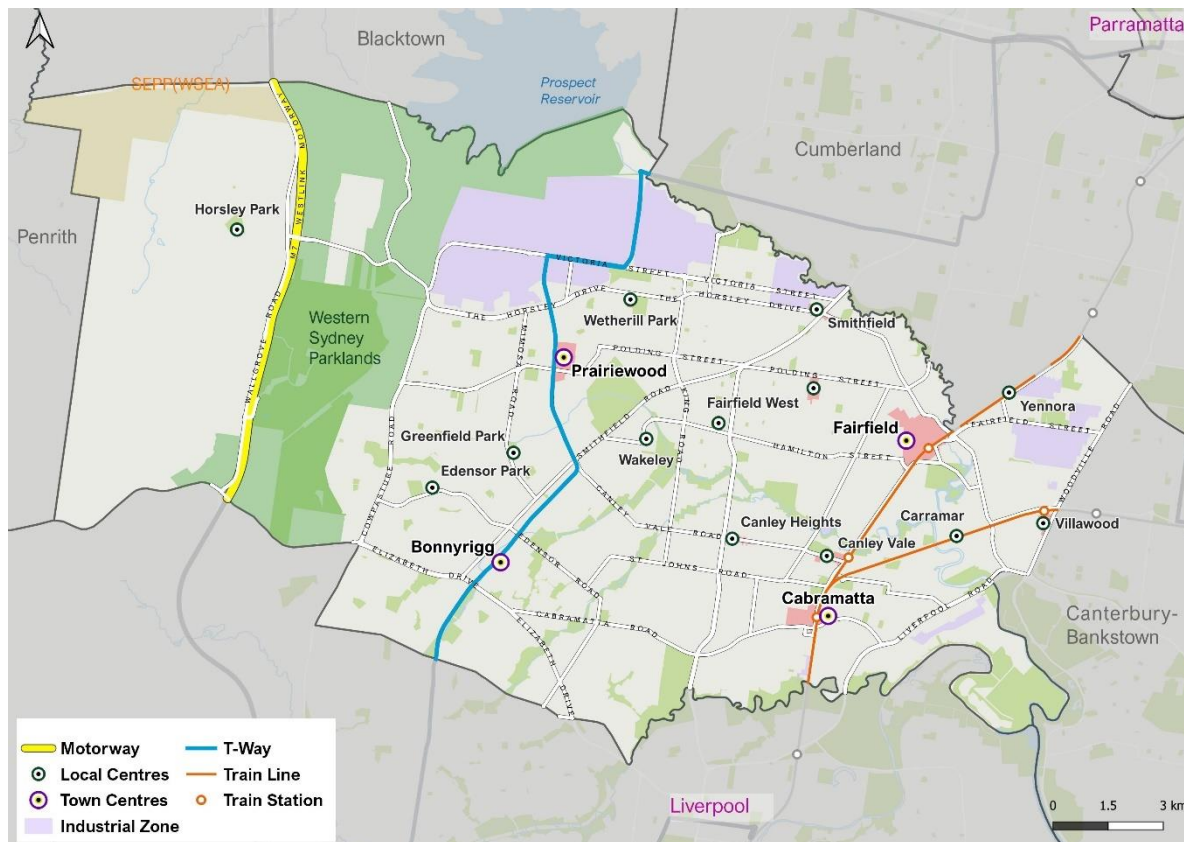 Blacktown
Parramatta
SEPP(WSEA)
Prospect
Reservoir
Cumberland
Penrith
Horsley Park
M7 WESTLINK MOTORWAY
WALLGROVE ROAD
Western
Sydney
Parklands
VICTORIA STREET
VICTORIA STREET
THE HORSLEY DRIVE
THE HORSLEY DRIVE
Wetherill Park
Smithfield
MIMOSA ROAD
Prairiewood
POLDING STREET
POLDING STREET
SMITHFIELD ROAD
KING ROAD
Fairfield West
Fairfield
Yennora
FAIRFIELD STREET
WOODVILLE ROAD
Greenfield Park
Wakeley
HAMILTON STREET
Edensor Park
COWPASTURE ROAD
CANLEY VALE ROAD
Canley Heights
Canley Vale
Carramar
Villawood
Bonnyrigg
EDENSOR ROAD
ELIZABETH DRIVE
ST JOHNS ROAD
Cabramatta
CABRAMATTA ROAD
LIVERPOOL ROAD
ELIZABETH DRIVE
Canterbury-
Bankstown
Liverpool
Motorway
T-Way
Local Centres
Train Line
Town Centres
Train Station
Industrial Zone
0 1.5 3 km